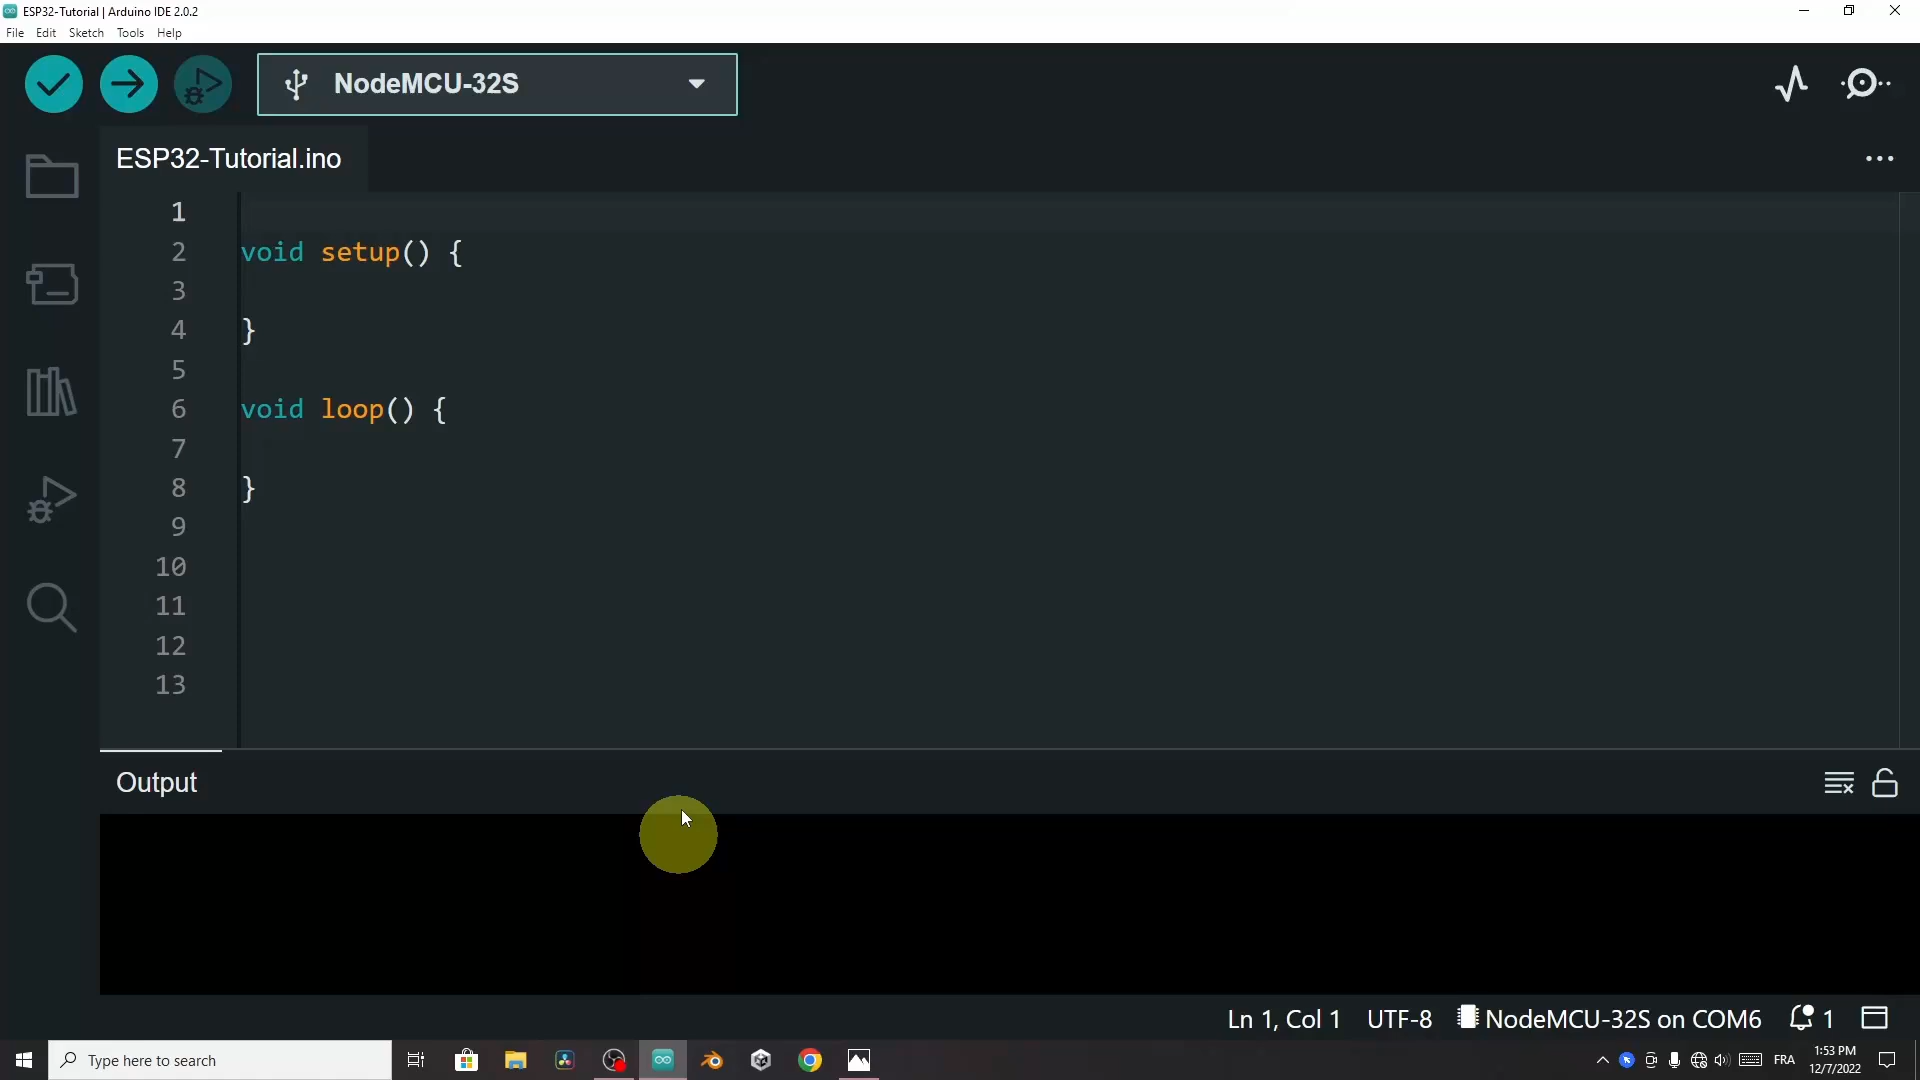 ESP32-Tutorial | Arduino IDE 2.0.2
File Edit Sketch Tools Help
NodeMCU-32S
ESP32-Tutorial.ino
1
2 void setup() {
3
4 }
5
6 void loop() {
7
8 }
9
10
11
12
13
Output
Ln 1, Col 1 UTF-8 NodeMCU-32S on COM6 1
Type here to search
FRA
1:53 PM
12/7/2022